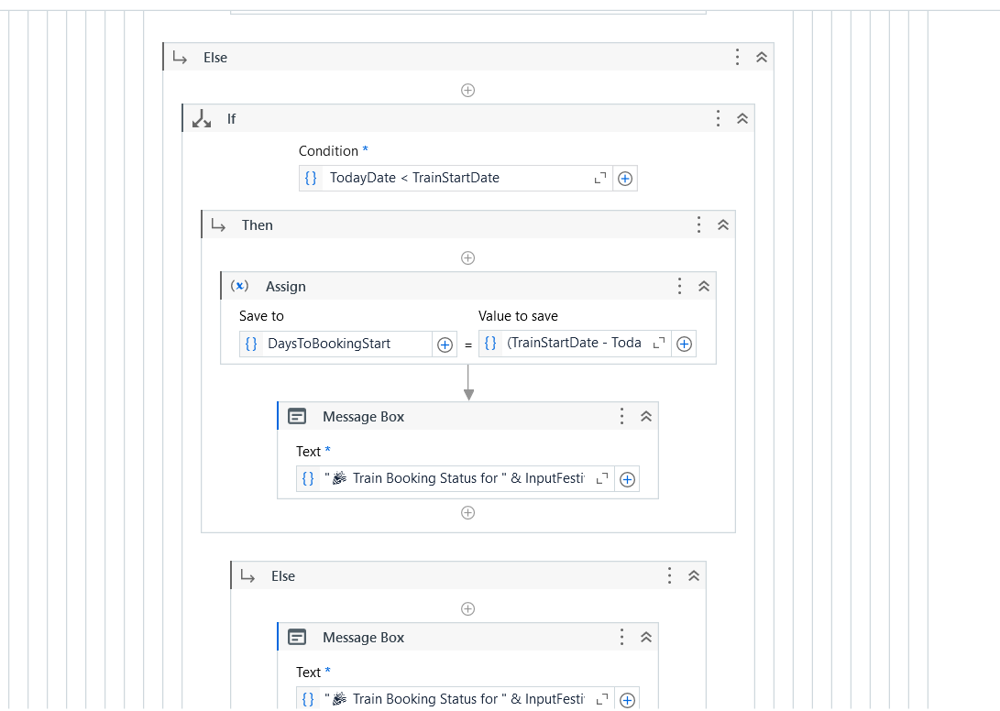 Else
If
Condition *
{} TodayDate < TrainStartDate
Then
(x) Assign
Save to Value to save
{} DaysToBookingStart = {} (TrainStartDate - Toda
Message Box
Text *
{} "🎉 Train Booking Status for " & InputFesti
Else
Message Box
Text *
{} "🎉 Train Booking Status for " & InputFesti